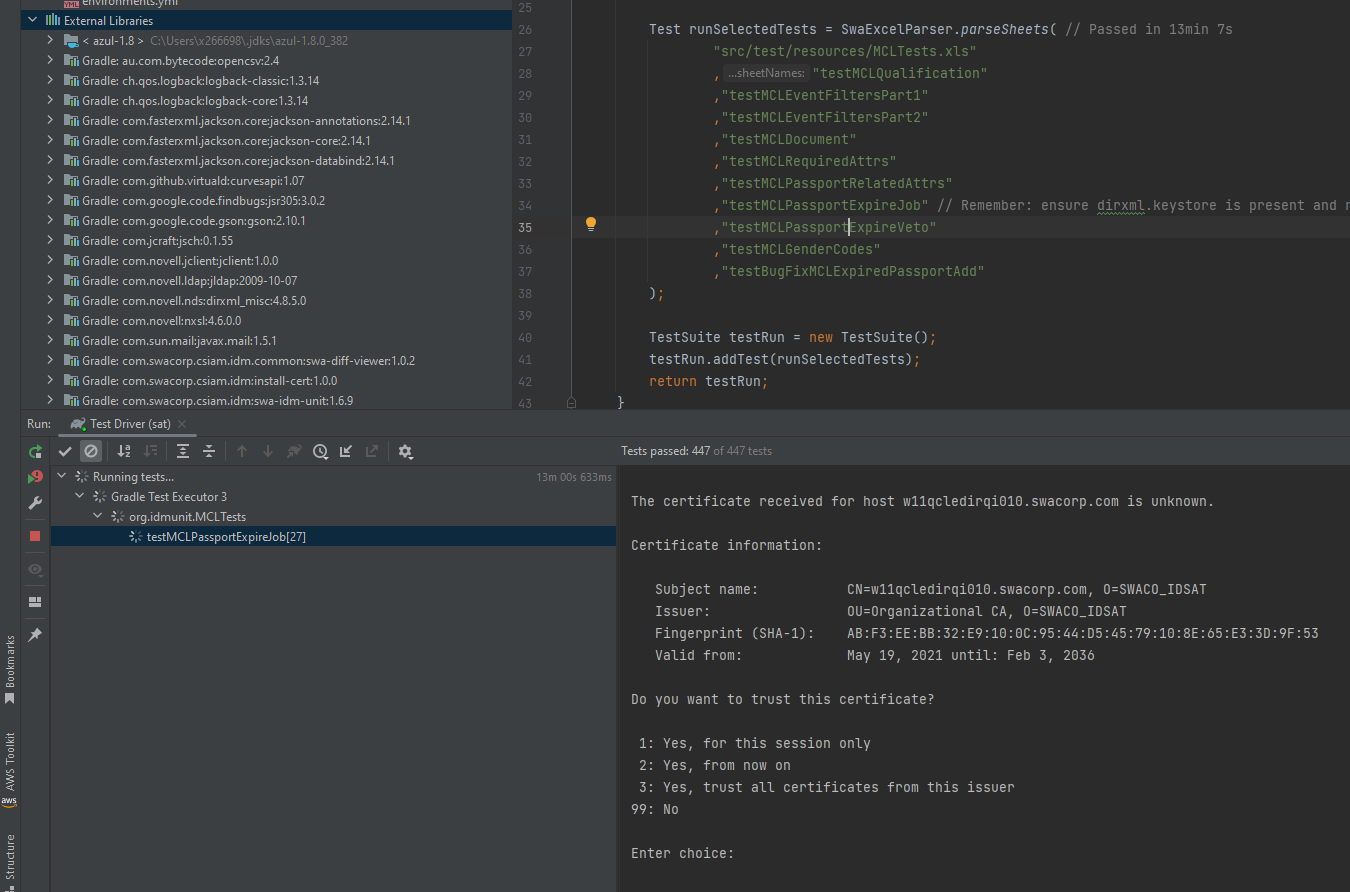 environments.yml
External Libraries
< azul-1.8 > C:\Users\x266698\.jdks\azul-1.8.0_382
Gradle: au.com.bytecode:opencsv:2.4
Gradle: ch.qos.logback:logback-classic:1.3.14
Gradle: ch.qos.logback:logback-core:1.3.14
Gradle: com.fasterxml.jackson.core:jackson-annotations:2.14.1
Gradle: com.fasterxml.jackson.core:jackson-core:2.14.1
Gradle: com.fasterxml.jackson.core:jackson-databind:2.14.1
Gradle: com.github.virtuald:curvesapi:1.07
Gradle: com.google.code.findbugs:jsr305:3.0.2
Gradle: com.google.code.gson:gson:2.10.1
Gradle: com.jcraft:jsch:0.1.55
Gradle: com.novell.jclient:jclient:1.0.0
Gradle: com.novell.ldap:jldap:2009-10-07
Gradle: com.novell.nds:dirxml_misc:4.8.5.0
Gradle: com.novell:nxsl:4.6.0.0
Gradle: com.sun.mail:javax.mail:1.5.1
Gradle: com.swacorp.csiam.idm.common:swa-diff-viewer:1.0.2
Gradle: com.swacorp.csiam.idm:install-cert:1.0.0
Gradle: com.swacorp.csiam.idm:swa-idm-unit:1.6.9
25
26 Test runSelectedTests = SwaExcelParser.parseSheets( // Passed in 13min 7s
27 "src/test/resources/MCLTests.xls"
28 , ...sheetNames: "testMCLQualification"
29 ,"testMCLEventFiltersPart1"
30 ,"testMCLEventFiltersPart2"
31 ,"testMCLDocument"
32 ,"testMCLRequiredAttrs"
33 ,"testMCLPassportRelatedAttrs"
34 ,"testMCLPassportExpireJob" // Remember: ensure dirxml.keystore is present and
35 ,"testMCLPassportExpireVeto"
36 ,"testMCLGenderCodes"
37 ,"testBugFixMCLExpiredPassportAdd"
38 );
39
40 TestSuite testRun = new TestSuite();
41 testRun.addTest(runSelectedTests);
42 return testRun;
43 }
Run: Test Driver (sat)
Tests passed: 447 of 447 tests
Running tests... 13m 00s 633ms
Gradle Test Executor 3
org.idmunit.MCLTests
testMCLPassportExpireJob[27]
The certificate received for host w11qcledirqi010.swacorp.com is unknown.
Certificate information:
Subject name: CN=w11qcledirqi010.swacorp.com, O=SWACO_IDSAT
Issuer: OU=Organizational CA, O=SWACO_IDSAT
Fingerprint (SHA-1): AB:F3:EE:BB:32:E9:10:0C:95:44:D5:45:79:10:8E:65:E3:3D:9F:53
Valid from: May 19, 2021 until: Feb 3, 2036
Do you want to trust this certificate?
1: Yes, for this session only
2: Yes, from now on
3: Yes, trust all certificates from this issuer
99: No
Enter choice:
Bookmarks
AWS Toolkit
aws
Structure